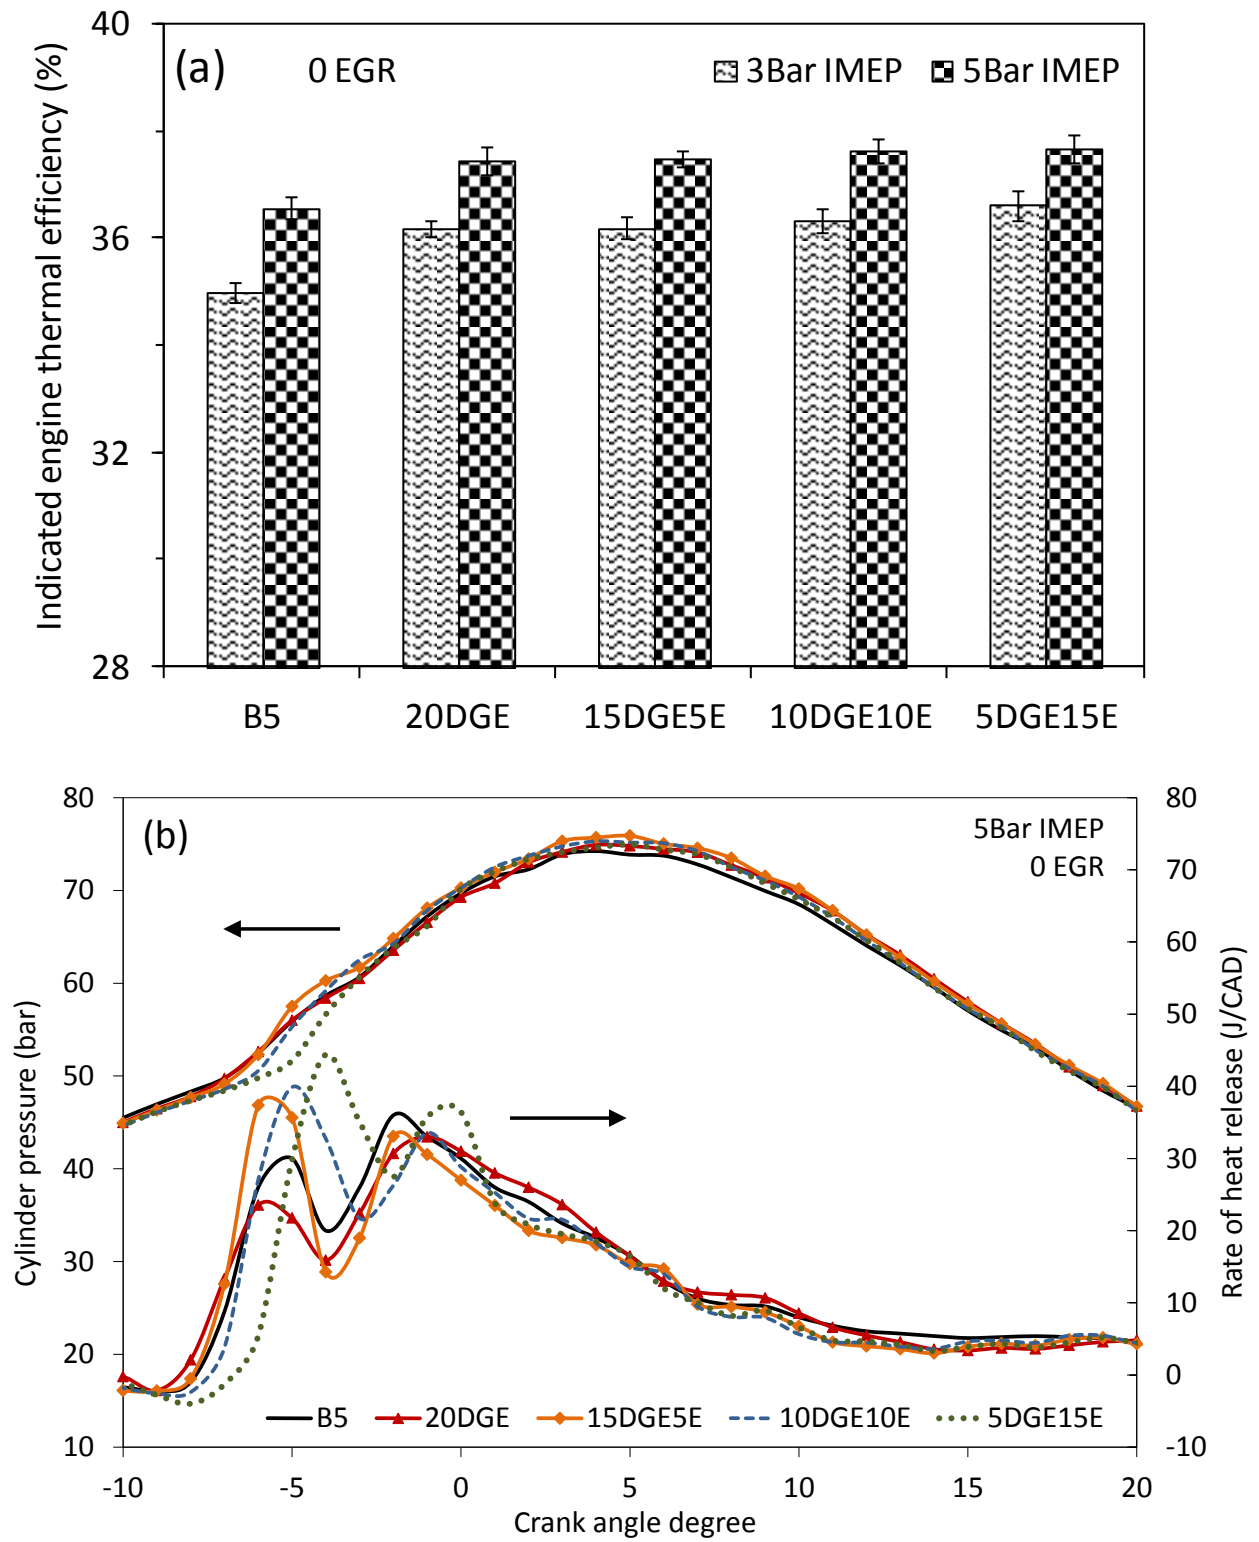 40
(a)
0 EGR
3Bar IMEP
5Bar IMEP
Indicated engine thermal efficiency (%)
36
32
28
B5
20DGE
15DGE5E
10DGE10E
5DGE15E
80
80
(b)
5Bar IMEP
0 EGR
70
70
60
60
50
50
40
40
30
30
20
20
10
10
0
-10
Cylinder pressure (bar)
Rate of heat release (J/CAD)
B5
20DGE
15DGE5E
10DGE10E
5DGE15E
-10
-5
0
5
10
15
20
Crank angle degree